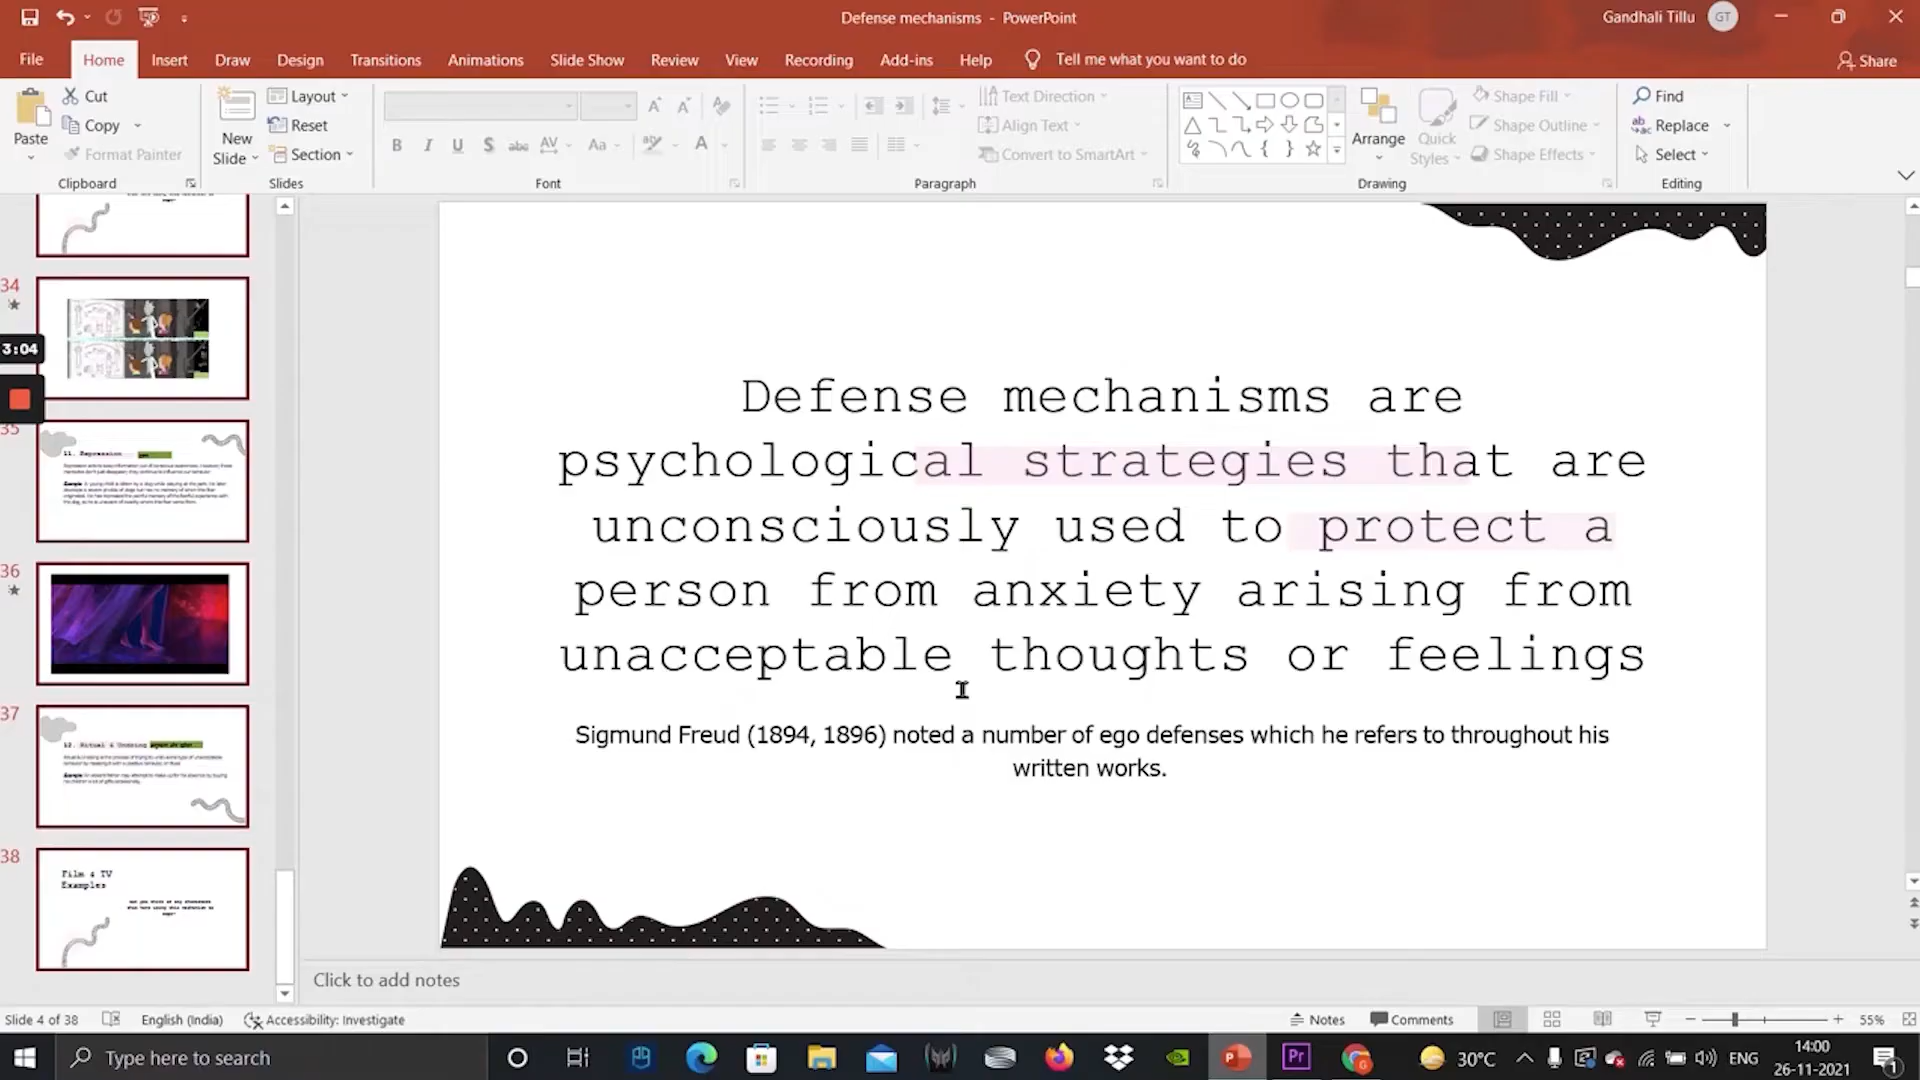 Defense mechanisms - PowerPoint
Gandhali Tillu GT
File Home Insert Draw Design Transitions Animations Slide Show Review View Recording Add-ins Help Tell me what you want to do Share
Paste
Cut
Copy
Format Painter
Clipboard
New Slide
Layout
Reset
Section
Slides
Font
Text Direction
Align Text
Convert to SmartArt
Paragraph
Arrange
Quick Styles
Shape Fill
Shape Outline
Shape Effects
Drawing
Find
Replace
Select
Editing
34
3:04
35
11. Repression
36
37
12. Ritual & Undoing
38
Film & TV
Examples
Defense mechanisms are
psychological strategies that are
unconsciously used to protect a
person from anxiety arising from
unacceptable thoughts or feelings
Sigmund Freud (1894, 1896) noted a number of ego defenses which he refers to throughout his
written works.
Click to add notes
Slide 4 of 38 English (India) Accessibility: Investigate Notes Comments 55%
Type here to search
30°C ENG
14:00
26-11-2021